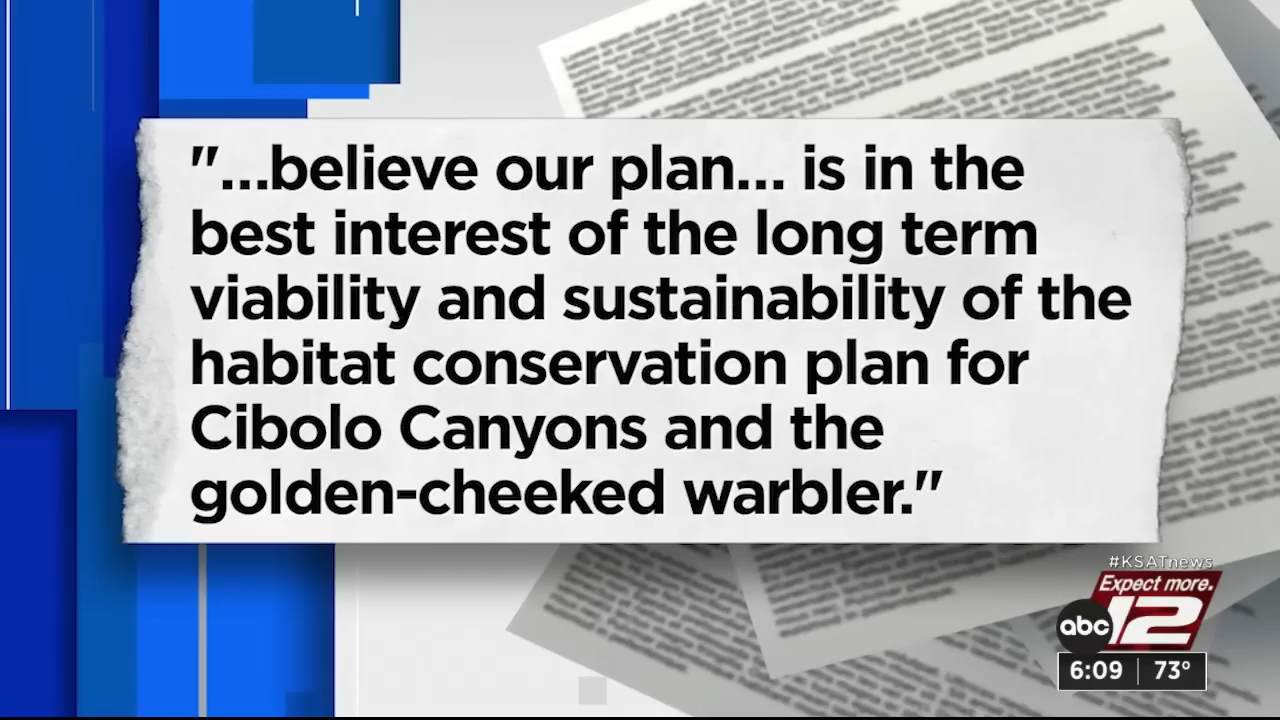 "...believe our plan... is in the
best interest of the long term
viability and sustainability of the
habitat conservation plan for
Cibolo Canyons and the
golden-cheeked warbler."
#KSATnews
Expect more.
abc 12
6:09 73°